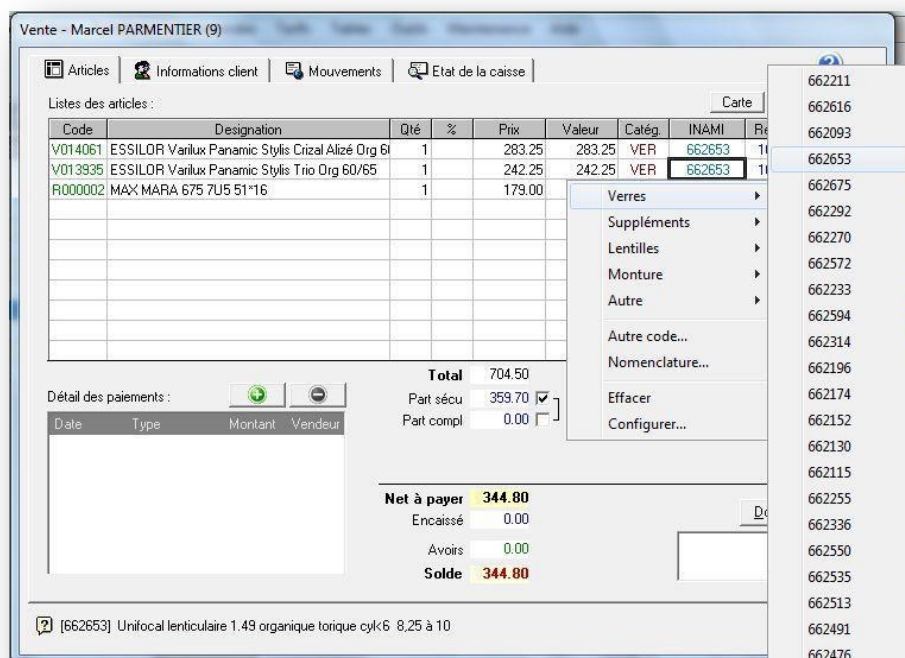 Vente - Marcel PARMENTIER (9)
Articles Informations client Mouvements Etat de la caisse
Listes des articles : Carte
Code Designation Qté % Prix Valeur Catég. INAMI
V014061 ESSILOR Varilux Panamic Stylis Crizal Alizé Org 1 283.25 283.25 VER 662653
V013935 ESSILOR Varilux Panamic Stylis Trio Org 60/65 1 242.25 242.25 VER 662653
R000002 MAX MARA 675 7U5 51*16 1 179.00
Verres
Suppléments
Lentilles
Monture
Autre
Autre code...
Nomenclature...
Effacer
Configurer...
662211
662616
662093
662653
662675
662292
662270
662572
662233
662594
662314
662196
662174
662152
662130
662115
662255
662336
662550
662535
662513
662491
662476
Total 704.50
Détail des paiements : Part sécu 359.70
Part compl 0.00
Date Type Montant Vendeur
Net à payer 344.80
Encaissé 0.00
Avoirs 0.00
Solde 344.80
[662653] Unifocal lenticulaire 1.49 organique torique cyl<6 8,25 à 10